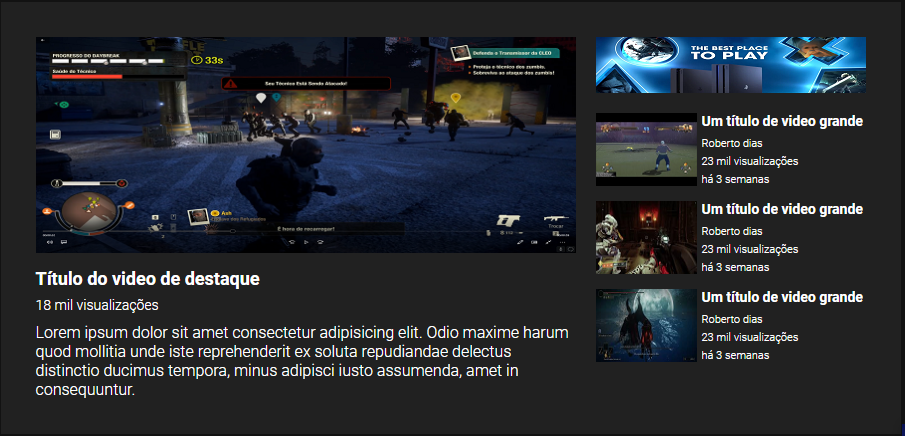 PROGRESSO DO DAYBREAK
33s
Saúde do Técnico
Defenda a Transmissor da CLEO
Proteja o técnico dos zumbis.
Sobreviva ao ataque dos zumbis!
Seu Técnico Está Sendo Atacado!
Ash
É hora de recarregar!
Trocar
THE BEST PLACE
TO PLAY
Título do video de destaque
18 mil visualizações
Lorem ipsum dolor sit amet consectetur adipisicing elit. Odio maxime harum
quod mollitia unde iste reprehenderit ex soluta repudiandae delectus
distinctio ducimus tempora, minus adipisci iusto assumenda, amet in
consequuntur.
Um título de video grande
Roberto dias
23 mil visualizações
há 3 semanas
Um título de video grande
Roberto dias
23 mil visualizações
há 3 semanas
Um título de video grande
Roberto dias
23 mil visualizações
há 3 semanas